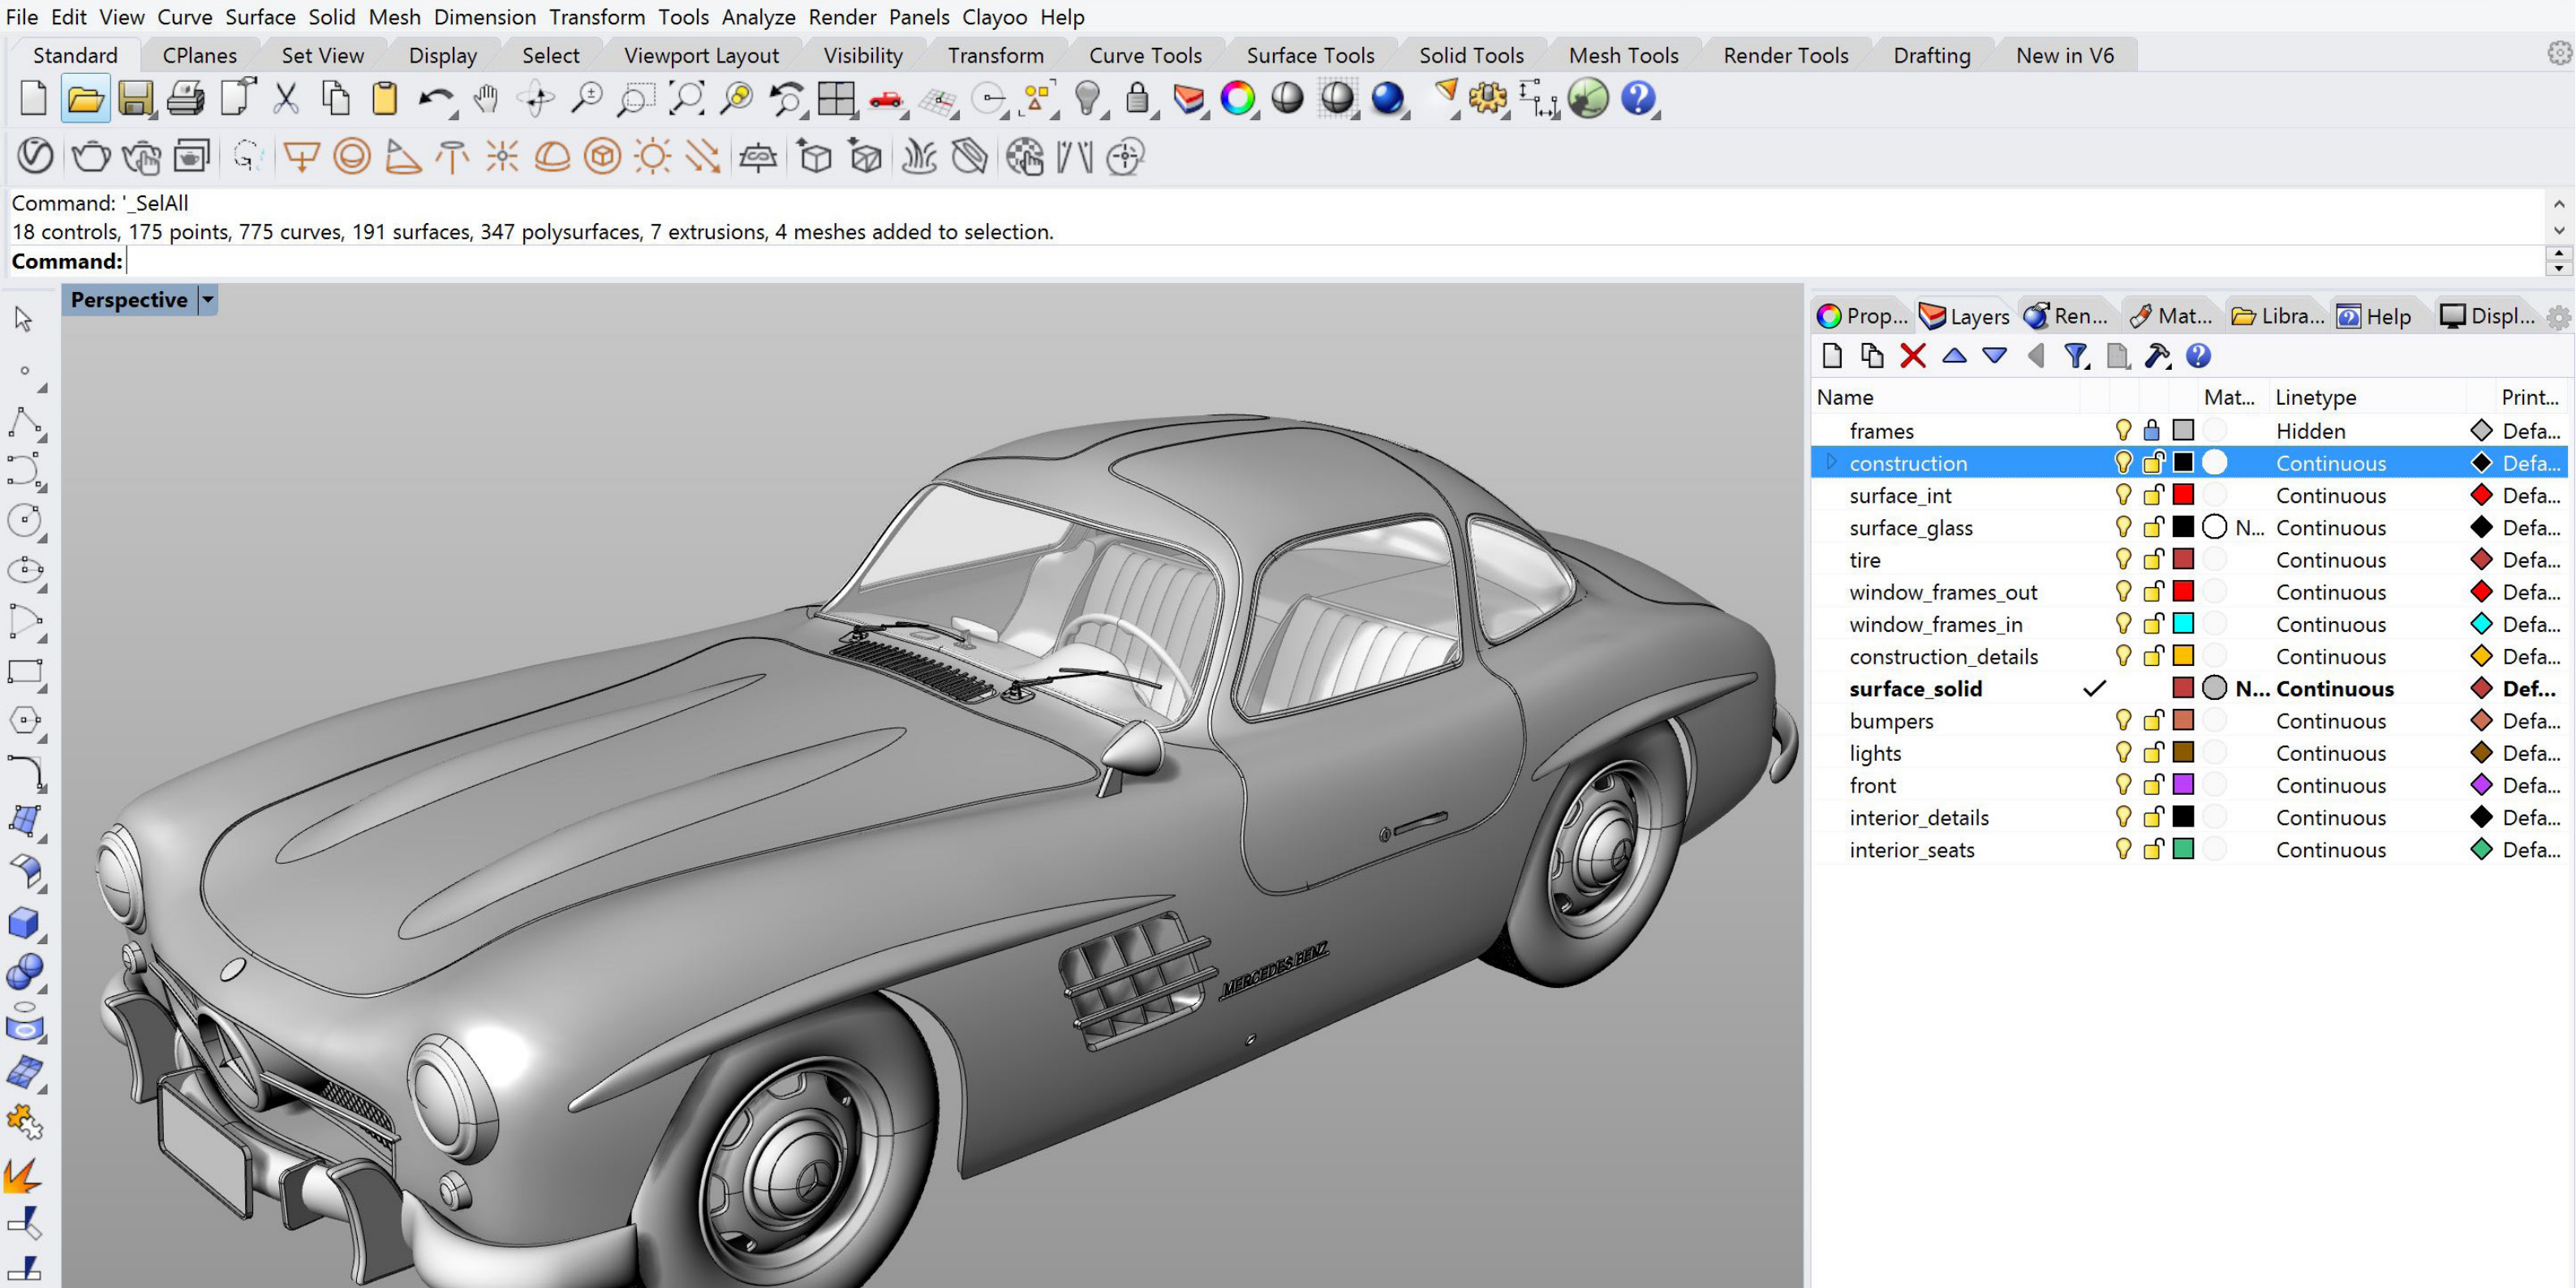 File Edit View Curve Surface Solid Mesh Dimension Transform Tools Analyze Render Panels Clayoo Help
Standard CPlanes Set View Display Select Viewport Layout Visibility Transform Curve Tools Surface Tools Solid Tools Mesh Tools Render Tools Drafting New in V6
Command: '_SelAll
18 controls, 175 points, 775 curves, 191 surfaces, 347 polysurfaces, 7 extrusions, 4 meshes added to selection.
Command:
Perspective
Prop... Layers Ren... Mat... Libra... Help Displ...
Name Mat... Linetype Print...
frames Hidden Defa...
construction Continuous Defa...
surface_int Continuous Defa...
surface_glass N... Continuous Defa...
tire Continuous Defa...
window_frames_out Continuous Defa...
window_frames_in Continuous Defa...
construction_details Continuous Defa...
surface_solid N... Continuous Def...
bumpers Continuous Defa...
lights Continuous Defa...
front Continuous Defa...
interior_details Continuous Defa...
interior_seats Continuous Defa...
MERCEDES BENZ